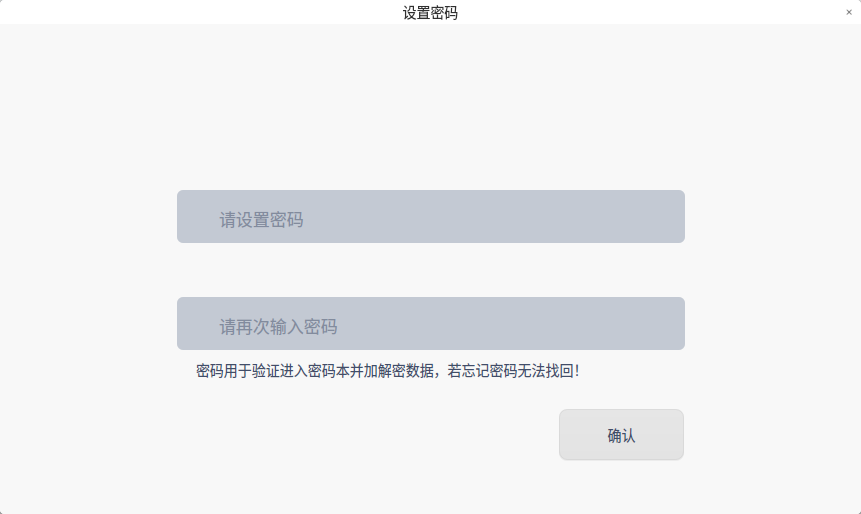 设置密码
请设置密码
请再次输入密码
密码用于验证进入密码本并加解密数据，若忘记密码无法找回！
确认